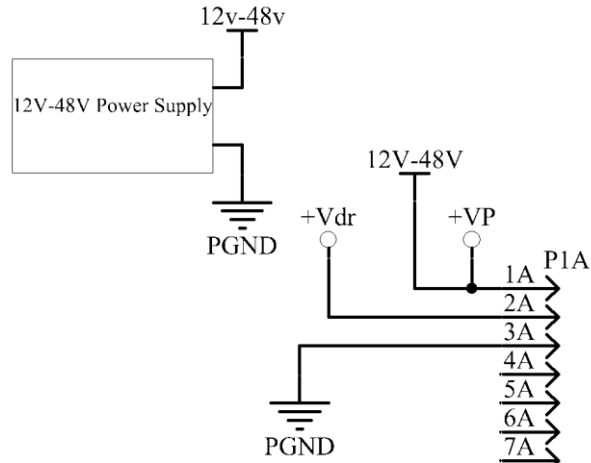 12v-48v
12V-48V Power Supply
PGND
12V-48V
+Vdr
+VP
P1A
1A
2A
3A
4A
5A
6A
7A
PGND